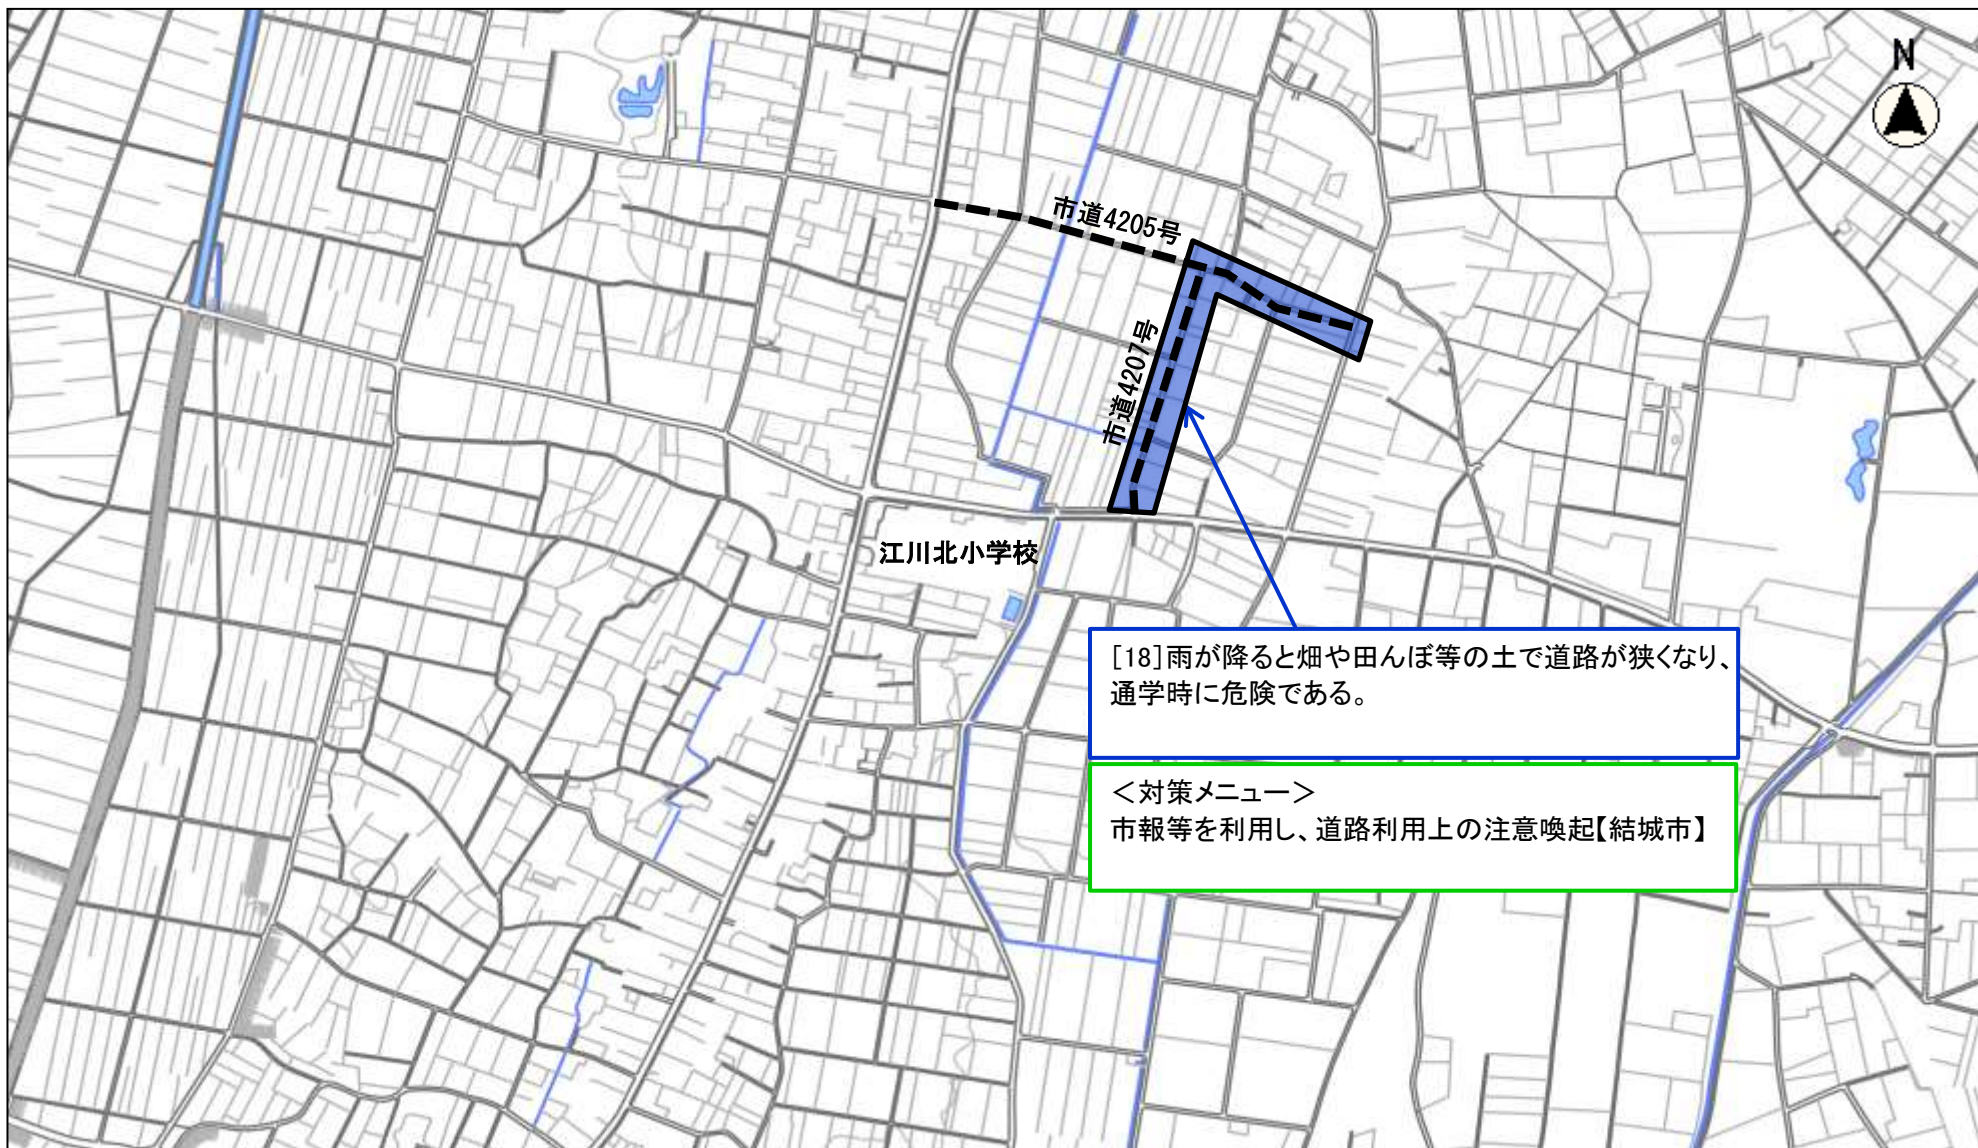 N
市道4205号
市道4207号
江川北小学校
[18]雨が降ると畑や田んぼ等の土で道路が狭くなり、
通学時に危険である。
＜対策メニュー＞
市報等を利用し、道路利用上の注意喚起【結城市】